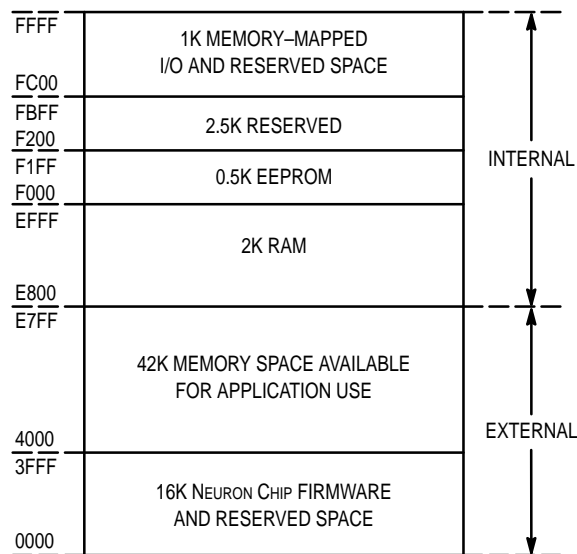 FFFF
1K MEMORY–MAPPED
I/O AND RESERVED SPACE
FC00
FBFF
2.5K RESERVED
F200
F1FF
0.5K EEPROM
F000
INTERNAL
EFFF
2K RAM
E800
E7FF
42K MEMORY SPACE AVAILABLE
FOR APPLICATION USE
4000
EXTERNAL
3FFF
16K NEURON CHIP FIRMWARE
AND RESERVED SPACE
0000